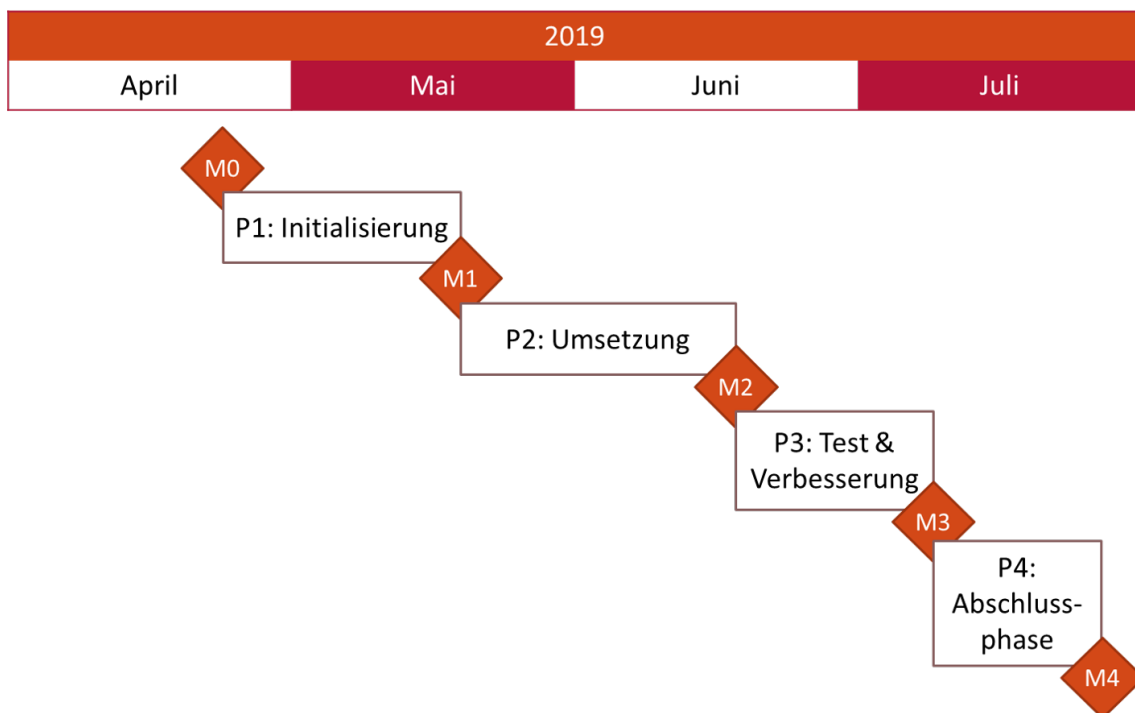 2019
April Mai Juni Juli
M0
P1: Initialisierung
M1
P2: Umsetzung
M2
P3: Test &
Verbesserung
M3
P4:
Abschluss-
phase
M4